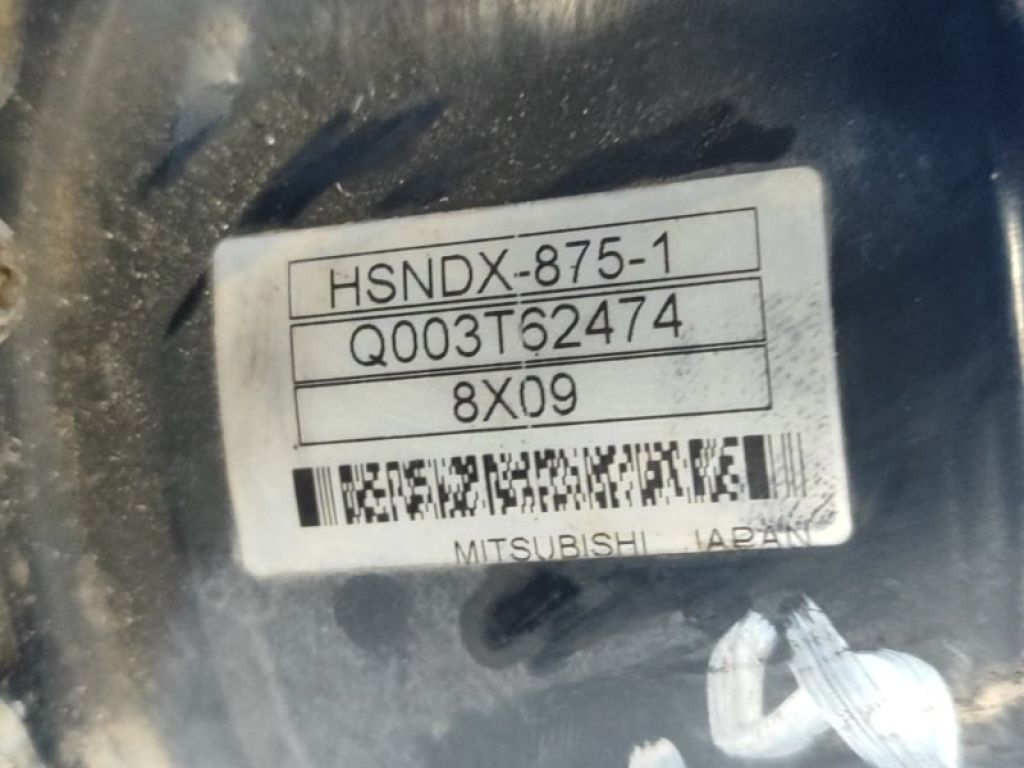 HSNDX-875-1
Q003T62474
8X09
MITSUBISHI JAPAN